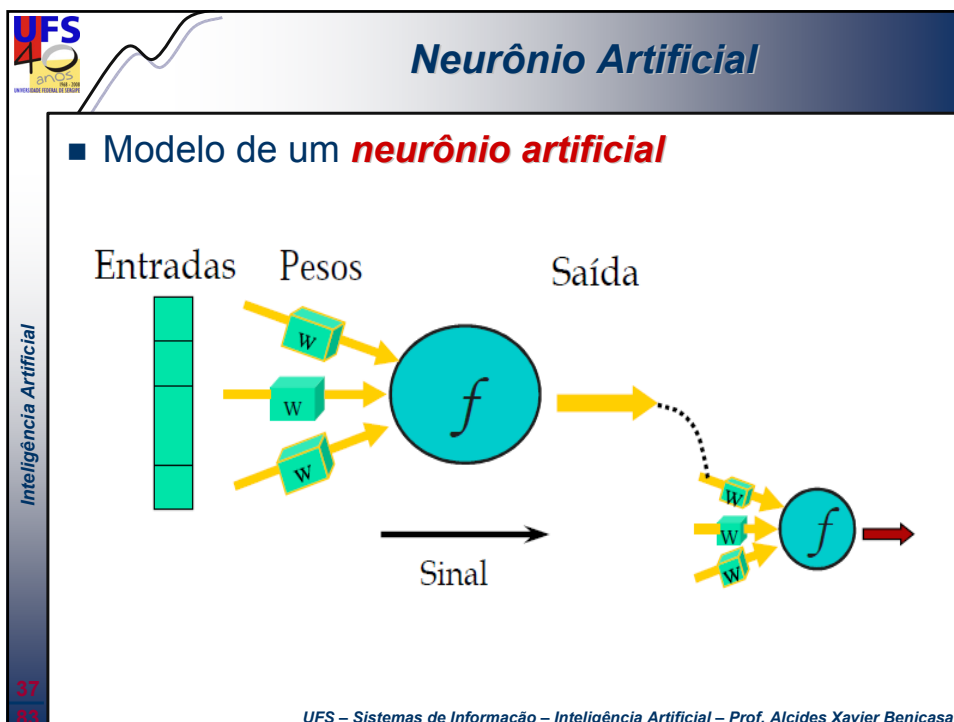 UFS
40
anos
1968 - 2008
UNIVERSIDADE FEDERAL DE SERGIPE
Neurônio Artificial
Modelo de um neurônio artificial
Entradas Pesos Saída
W
W
W
f
Sinal
W
W
W
f
Inteligência Artificial
37
83
UFS – Sistemas de Informação – Inteligência Artificial – Prof. Alcides Xavier Benicasa